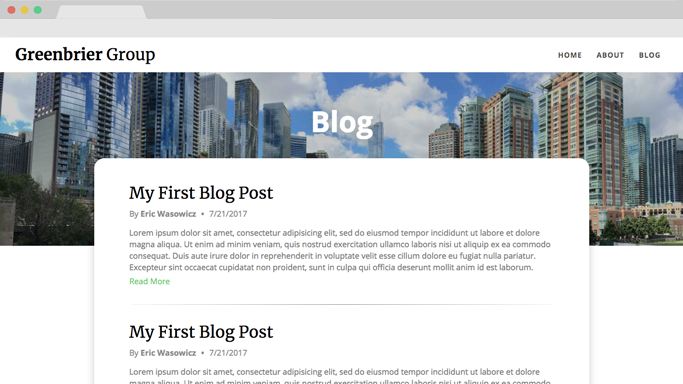 Greenbrier Group
HOME ABOUT BLOG
Blog
My First Blog Post
By Eric Wasowicz • 7/21/2017
Lorem ipsum dolor sit amet, consectetur adipisicing elit, sed do eiusmod tempor incididunt ut labore et dolore
magna aliqua. Ut enim ad minim veniam, quis nostrud exercitation ullamco laboris nisi ut aliquip ex ea commodo
consequat. Duis aute irure dolor in reprehenderit in voluptate velit esse cillum dolore eu fugiat nulla pariatur.
Excepteur sint occaecat cupidatat non proident, sunt in culpa qui officia deserunt mollit anim id est laborum.
Read More
My First Blog Post
By Eric Wasowicz • 7/21/2017
Lorem ipsum dolor sit amet, consectetur adipisicing elit, sed do eiusmod tempor incididunt ut labore et dolore
magna aliqua. Ut enim ad minim veniam, quis nostrud exercitation ullamco laboris nisi ut aliquip ex ea commodo